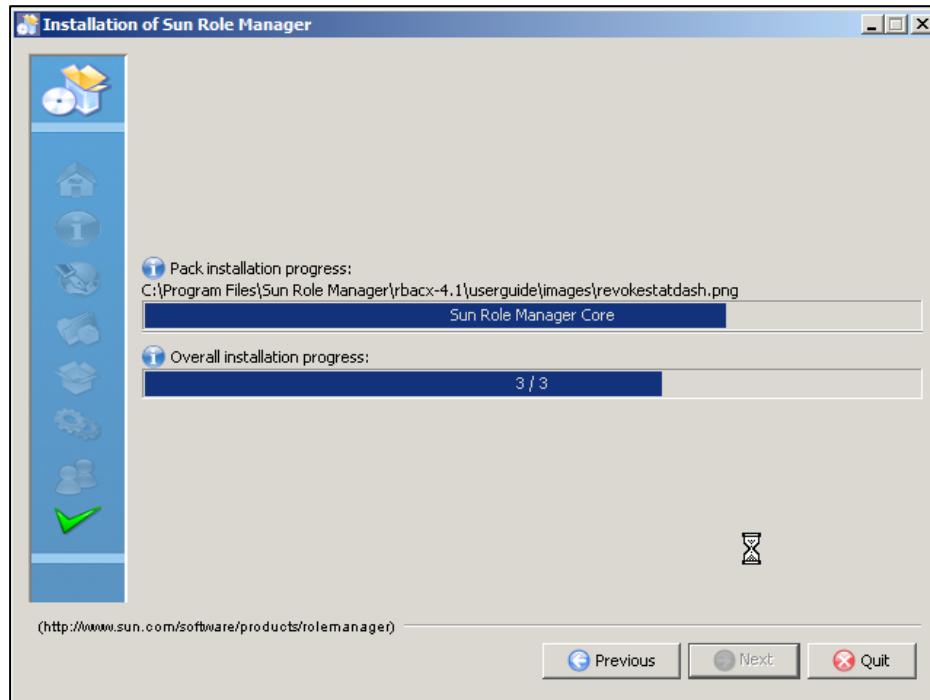 Installation of Sun Role Manager
Pack installation progress:
C:\Program Files\Sun Role Manager\rbacx-4.1\userguide\images\revokestatdash.png
Sun Role Manager Core
Overall installation progress:
3 / 3
(http://www.sun.com/software/products/rolemanager)
Previous
Next
Quit